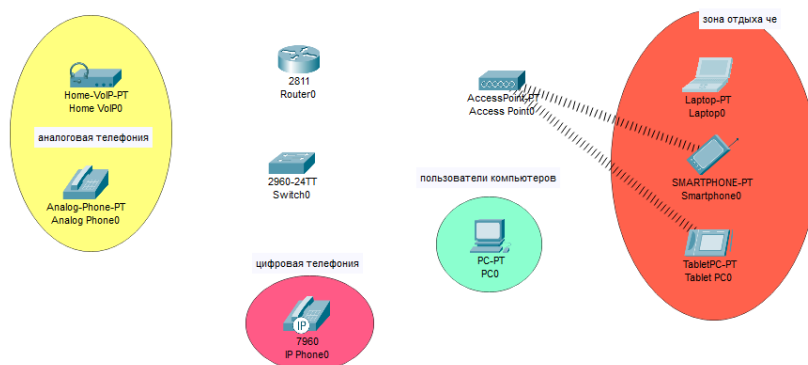 зона отдыха че
Home-VoIP-PT
Home VoIP0
аналоговая телефония
Analog-Phone-PT
Analog Phone0
2811
Router0
2960-24TT
Switch0
цифровая телефония
IP
7960
IP Phone0
AccessPoint-PT
Access Point0
пользователи компьютеров
PC-PT
PC0
Laptop-PT
Laptop0
SMARTPHONE-PT
Smartphone0
TabletPC-PT
Tablet PC0